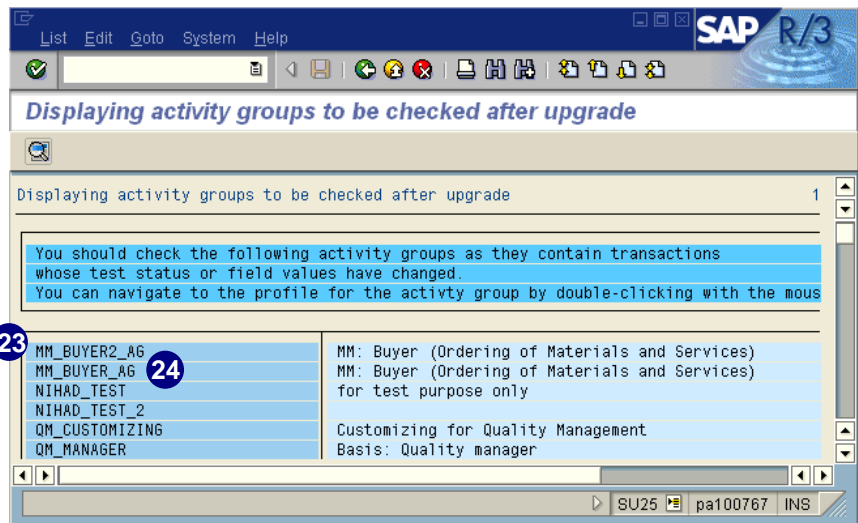 List Edit Goto System Help
SAP R/3
Displaying activity groups to be checked after upgrade
Displaying activity groups to be checked after upgrade 1
You should check the following activity groups as they contain transactions
whose test status or field values have changed.
You can navigate to the profile for the activty group by double-clicking with the mous
23
MM_BUYER2_AG MM: Buyer (Ordering of Materials and Services)
MM_BUYER_AG 24 MM: Buyer (Ordering of Materials and Services)
NIHAD_TEST for test purpose only
NIHAD_TEST_2
QM_CUSTOMIZING Customizing for Quality Management
QM_MANAGER Basis: Quality manager
SU25 pa100767 INS